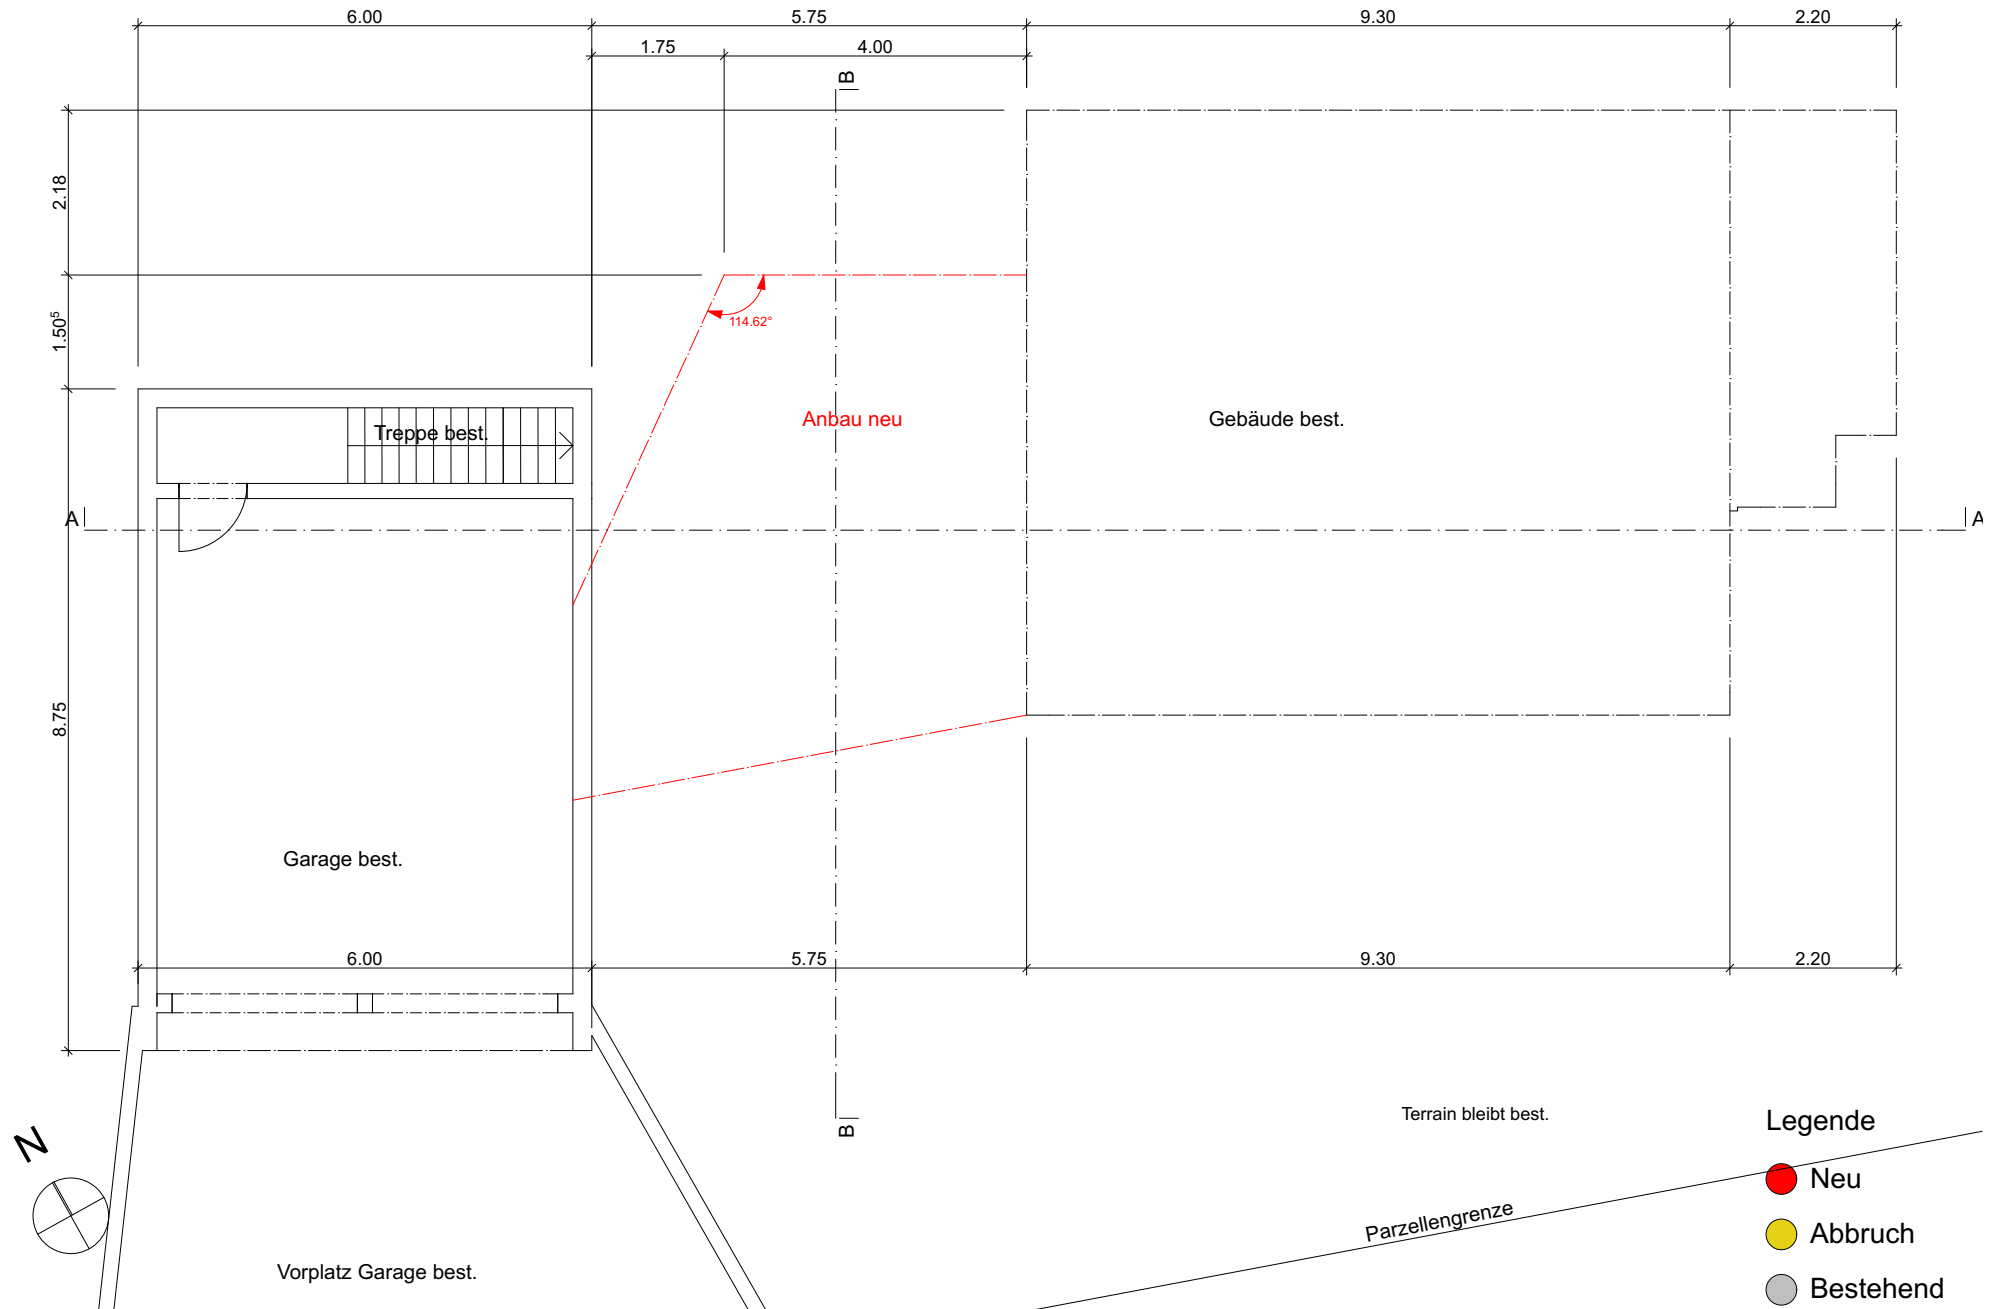 6.00
5.75
9.30
2.20
1.75
4.00
B
2.18
1.50⁵
114.62°
Anbau neu
Gebäude best.
Treppe best.
A
A
8.75
Garage best.
6.00
5.75
9.30
2.20
B
Terrain bleibt best.
Legende
N
Neu
Parzellengrenze
Abbruch
Vorplatz Garage best.
Bestehend